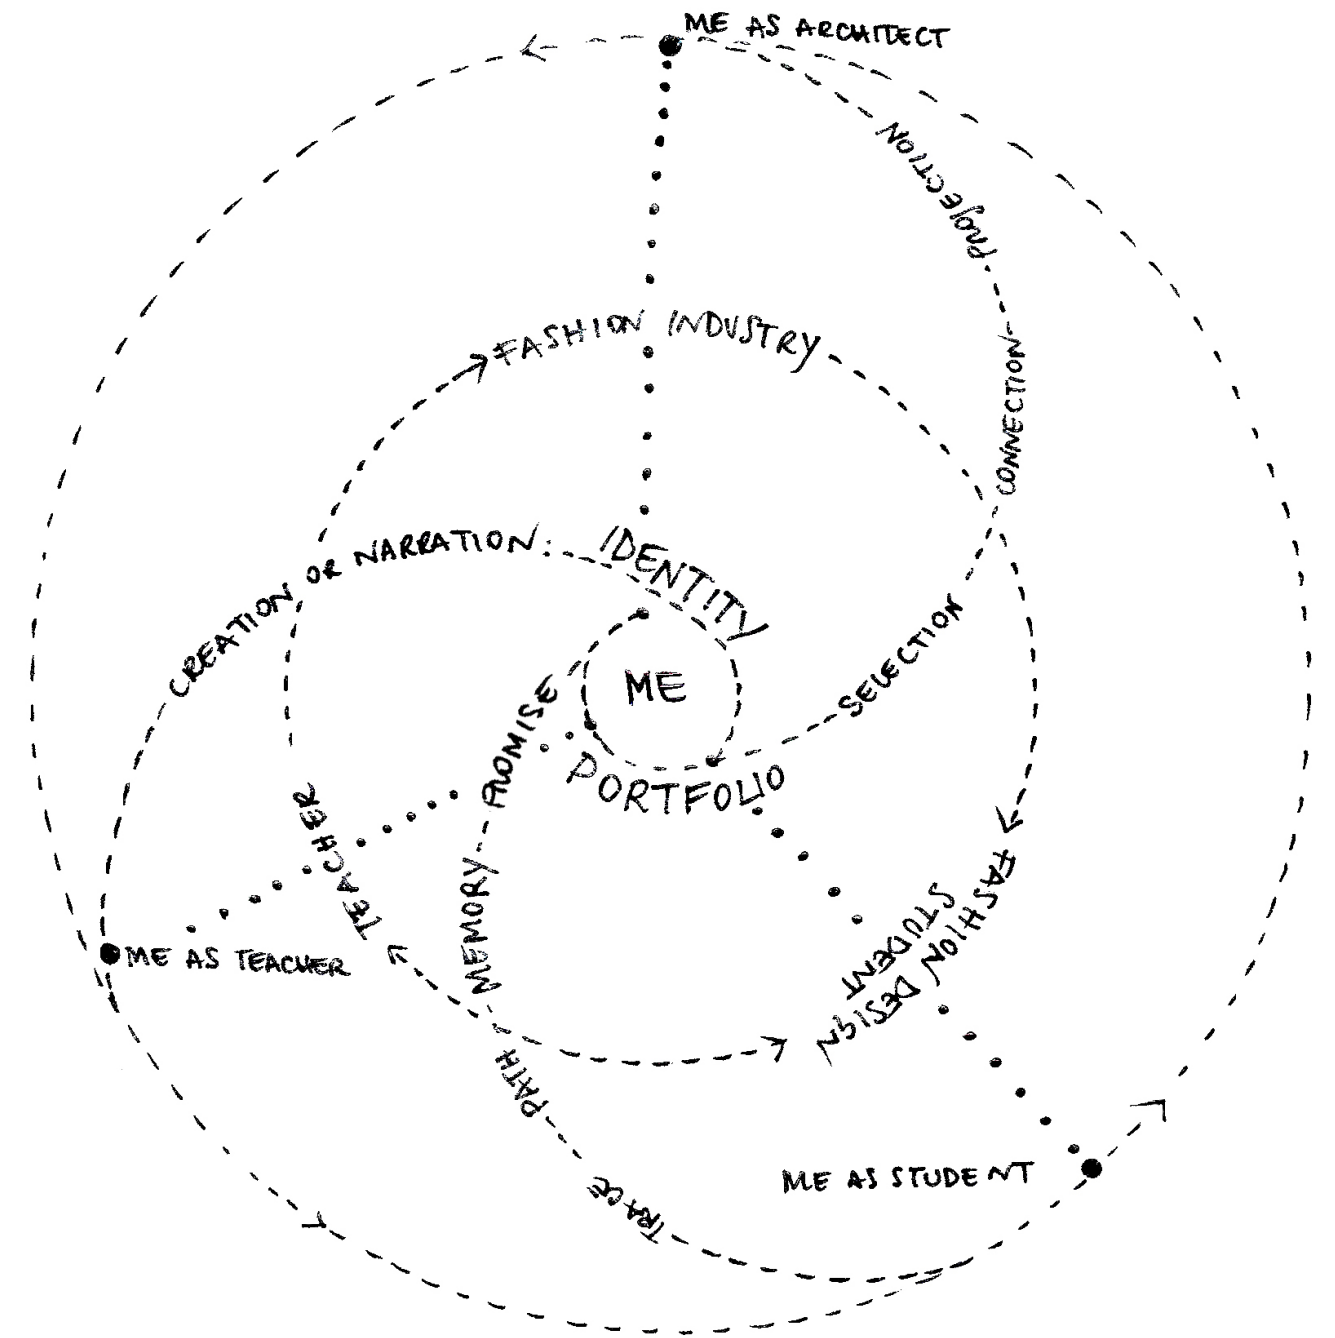 ME AS ARCHITECT
PROJECTION
CONNECTION
FASHION INDUSTRY
IDENTITY
CREATION OR NARRATION
SELECTION
ME
PROMISE
PORTFOLIO
TEACHER
MEMORY
FASHION DESIGN
STUDENT
ME AS TEACHER
PATH
ME AS STUDENT
TRACE